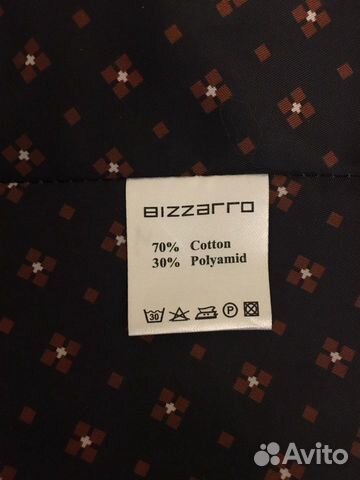 BIZZARRO
70% Cotton
30% Polyamid
30 P
Avito